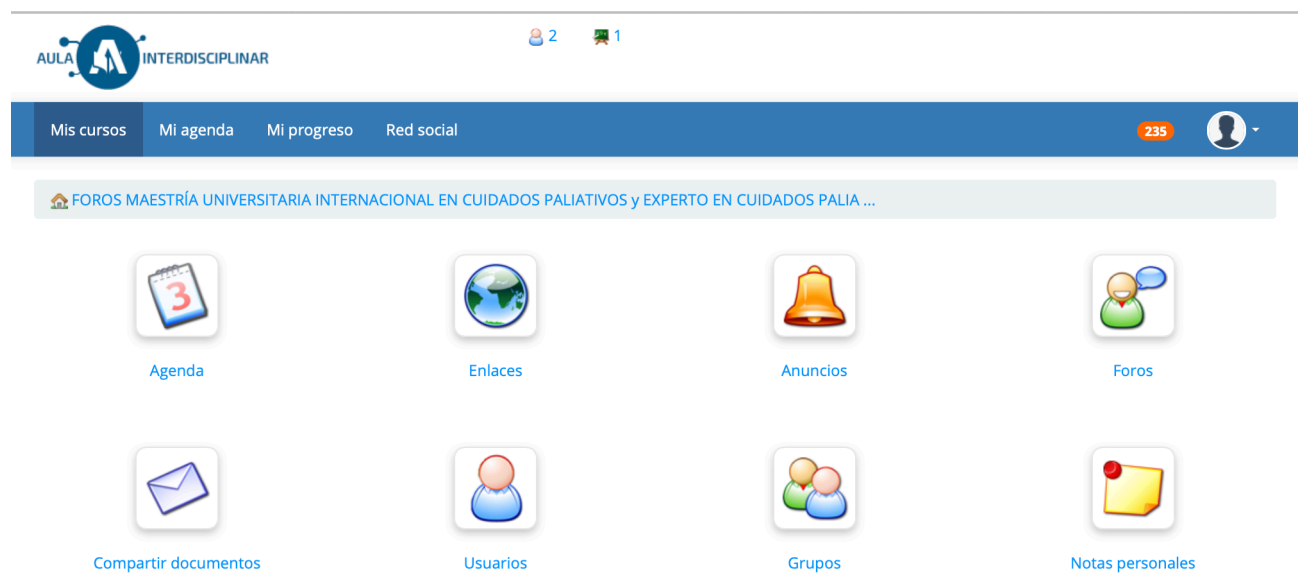 2 1
AULA A INTERDISCIPLINAR
Mis cursos Mi agenda Mi progreso Red social 235
FOROS MAESTRÍA UNIVERSITARIA INTERNACIONAL EN CUIDADOS PALIATIVOS y EXPERTO EN CUIDADOS PALIA ...
3
Agenda Enlaces Anuncios Foros
Compartir documentos Usuarios Grupos Notas personales